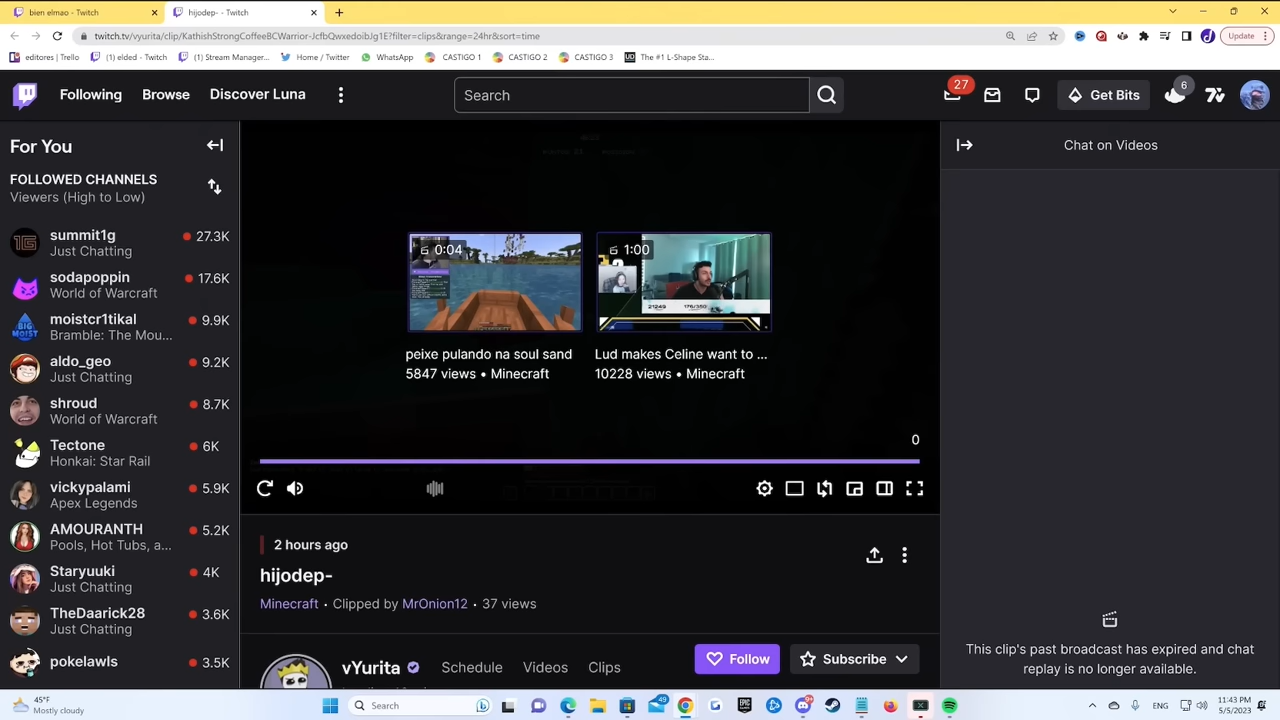 bien elmao - Twitch
hijodep- - Twitch
twitch.tv/vyurita/clip/KathishStrongCoffeeBCWarrior-JcfbQwxedoibJg1E?filter=clips&range=24hr&sort=time
Update
editores | Trello
(1) elded - Twitch
(1) Stream Manager...
Home / Twitter
WhatsApp
CASTIGO 1
CASTIGO 2
CASTIGO 3
The #1 L-Shape Sta...
Following
Browse
Discover Luna
Search
27
Get Bits
6
For You
FOLLOWED CHANNELS
Viewers (High to Low)
summit1g
27.3K
Just Chatting
sodapoppin
17.6K
World of Warcraft
moistcr1tikal
9.9K
Bramble: The Mou...
aldo_geo
9.2K
Just Chatting
shroud
8.7K
World of Warcraft
Tectone
6K
Honkai: Star Rail
vickypalami
5.9K
Apex Legends
AMOURANTH
5.2K
Pools, Hot Tubs, a...
Staryuuki
4K
Just Chatting
TheDaarick28
3.6K
Just Chatting
pokelawls
3.5K
0:04
1:00
21249
176/350
peixe pulando na soul sand
5847 views • Minecraft
Lud makes Celine want to ...
10228 views • Minecraft
0
2 hours ago
hijodep-
Minecraft · Clipped by MrOnion12 · 37 views
vYurita
Schedule
Videos
Clips
Follow
Subscribe
Chat on Videos
This clip's past broadcast has expired and chat
replay is no longer available.
45°F
Mostly cloudy
Search
49
9+
ENG
11:43 PM
5/5/2023